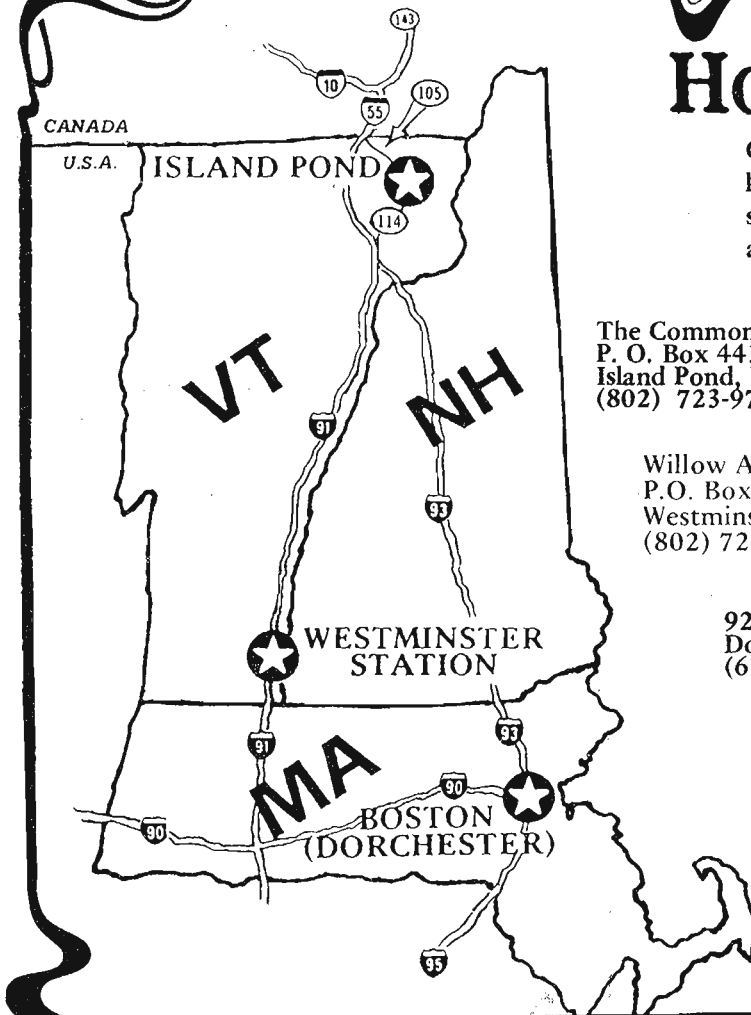 143
10
55
105
CANADA
U.S.A.
ISLAND POND
114
VT
NH
91
93
WESTMINSTER
STATION
91
93
MA
90
90
BOSTON
(DORCHESTER)
95
Ho
The Common
P. O. Box 443
Island Pond,
(802) 723-97
Willow A
P.O. Box
Westmins
(802) 72
92
Do
(6